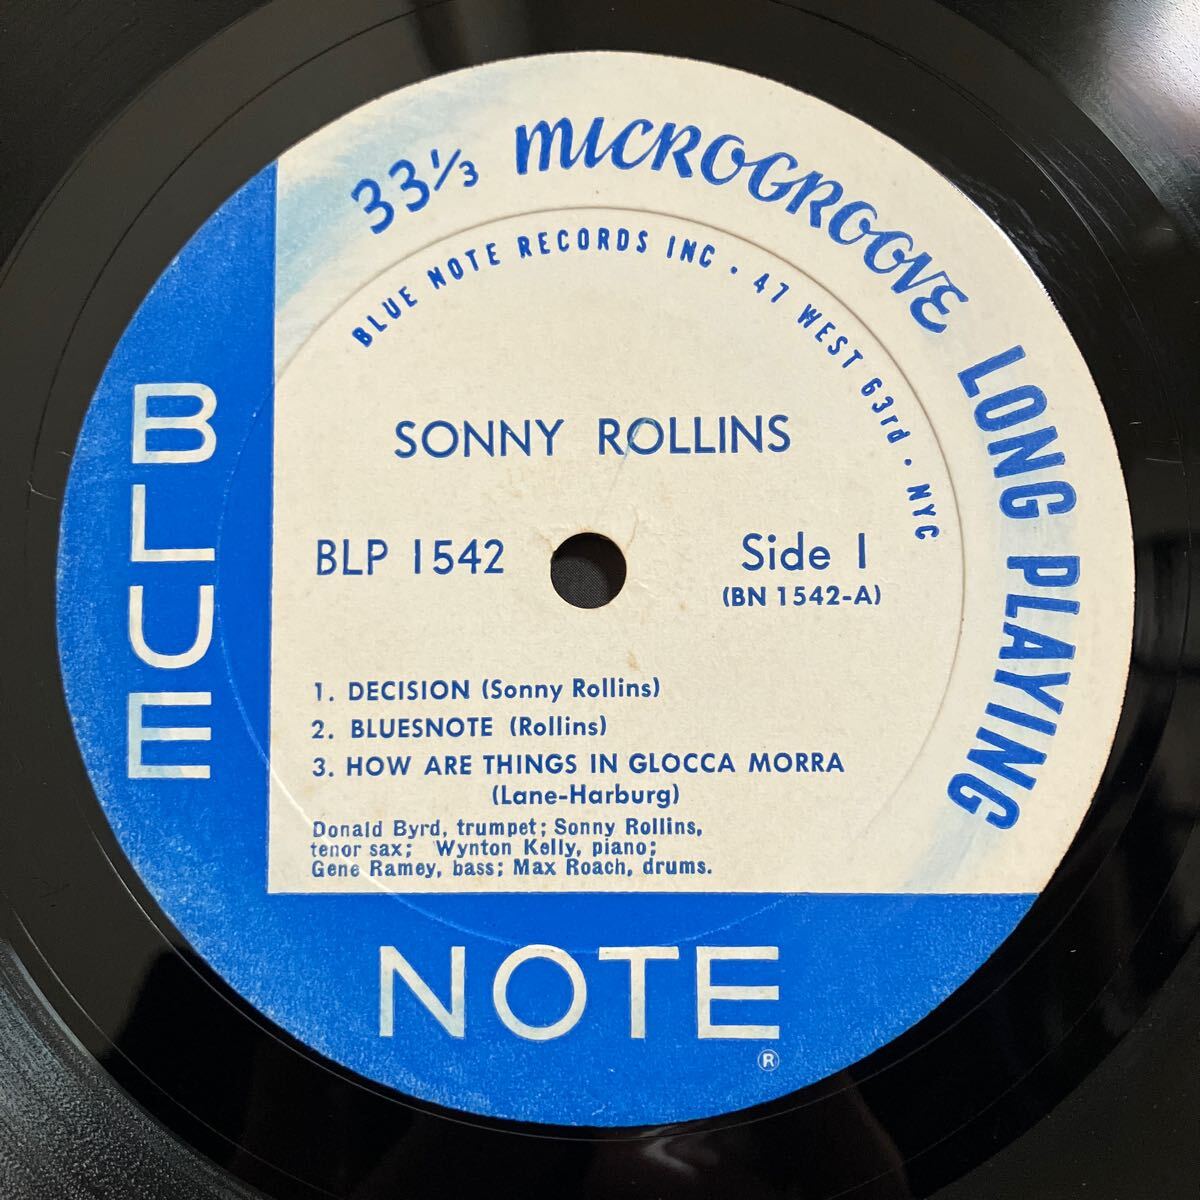 33⅓ MICROGROOVE LONG PLAYING
BLUE NOTE RECORDS INC · 47 WEST 63rd · NYC
SONNY ROLLINS
BLP 1542
Side 1
(BN 1542-A)
1. DECISION (Sonny Rollins)
2. BLUESNOTE (Rollins)
3. HOW ARE THINGS IN GLOCCA MORRA
(Lane-Harburg)
Donald Byrd, trumpet; Sonny Rollins,
tenor sax; Wynton Kelly, piano;
Gene Ramey, bass; Max Roach, drums.
BLUE
NOTE
®